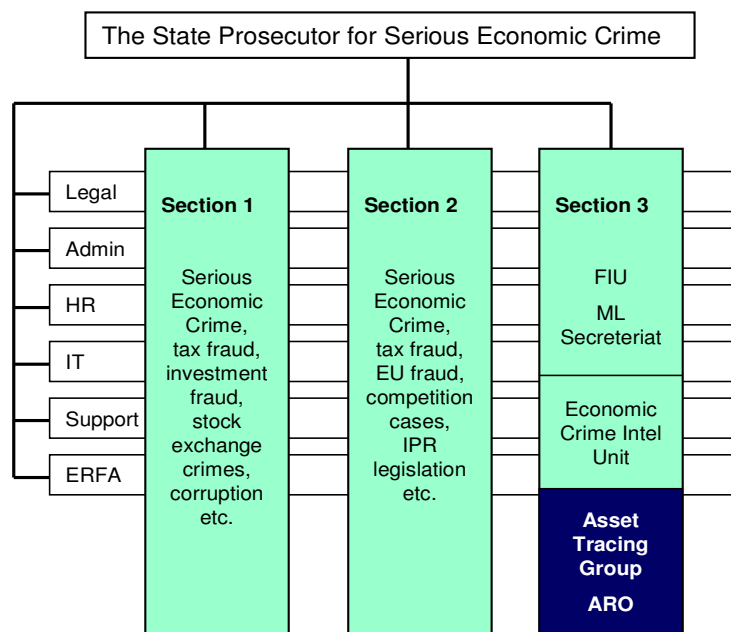 The State Prosecutor for Serious Economic Crime
Legal
Admin
HR
IT
Support
ERFA
Section 1
Serious
Economic
Crime,
tax fraud,
investment
fraud,
stock
exchange
crimes,
corruption
etc.
Section 2
Serious
Economic
Crime,
tax fraud,
EU fraud,
competition
cases,
IPR
legislation
etc.
Section 3
FIU
ML
Secreteriat
Economic
Crime Intel
Unit
Asset
Tracing
Group
ARO